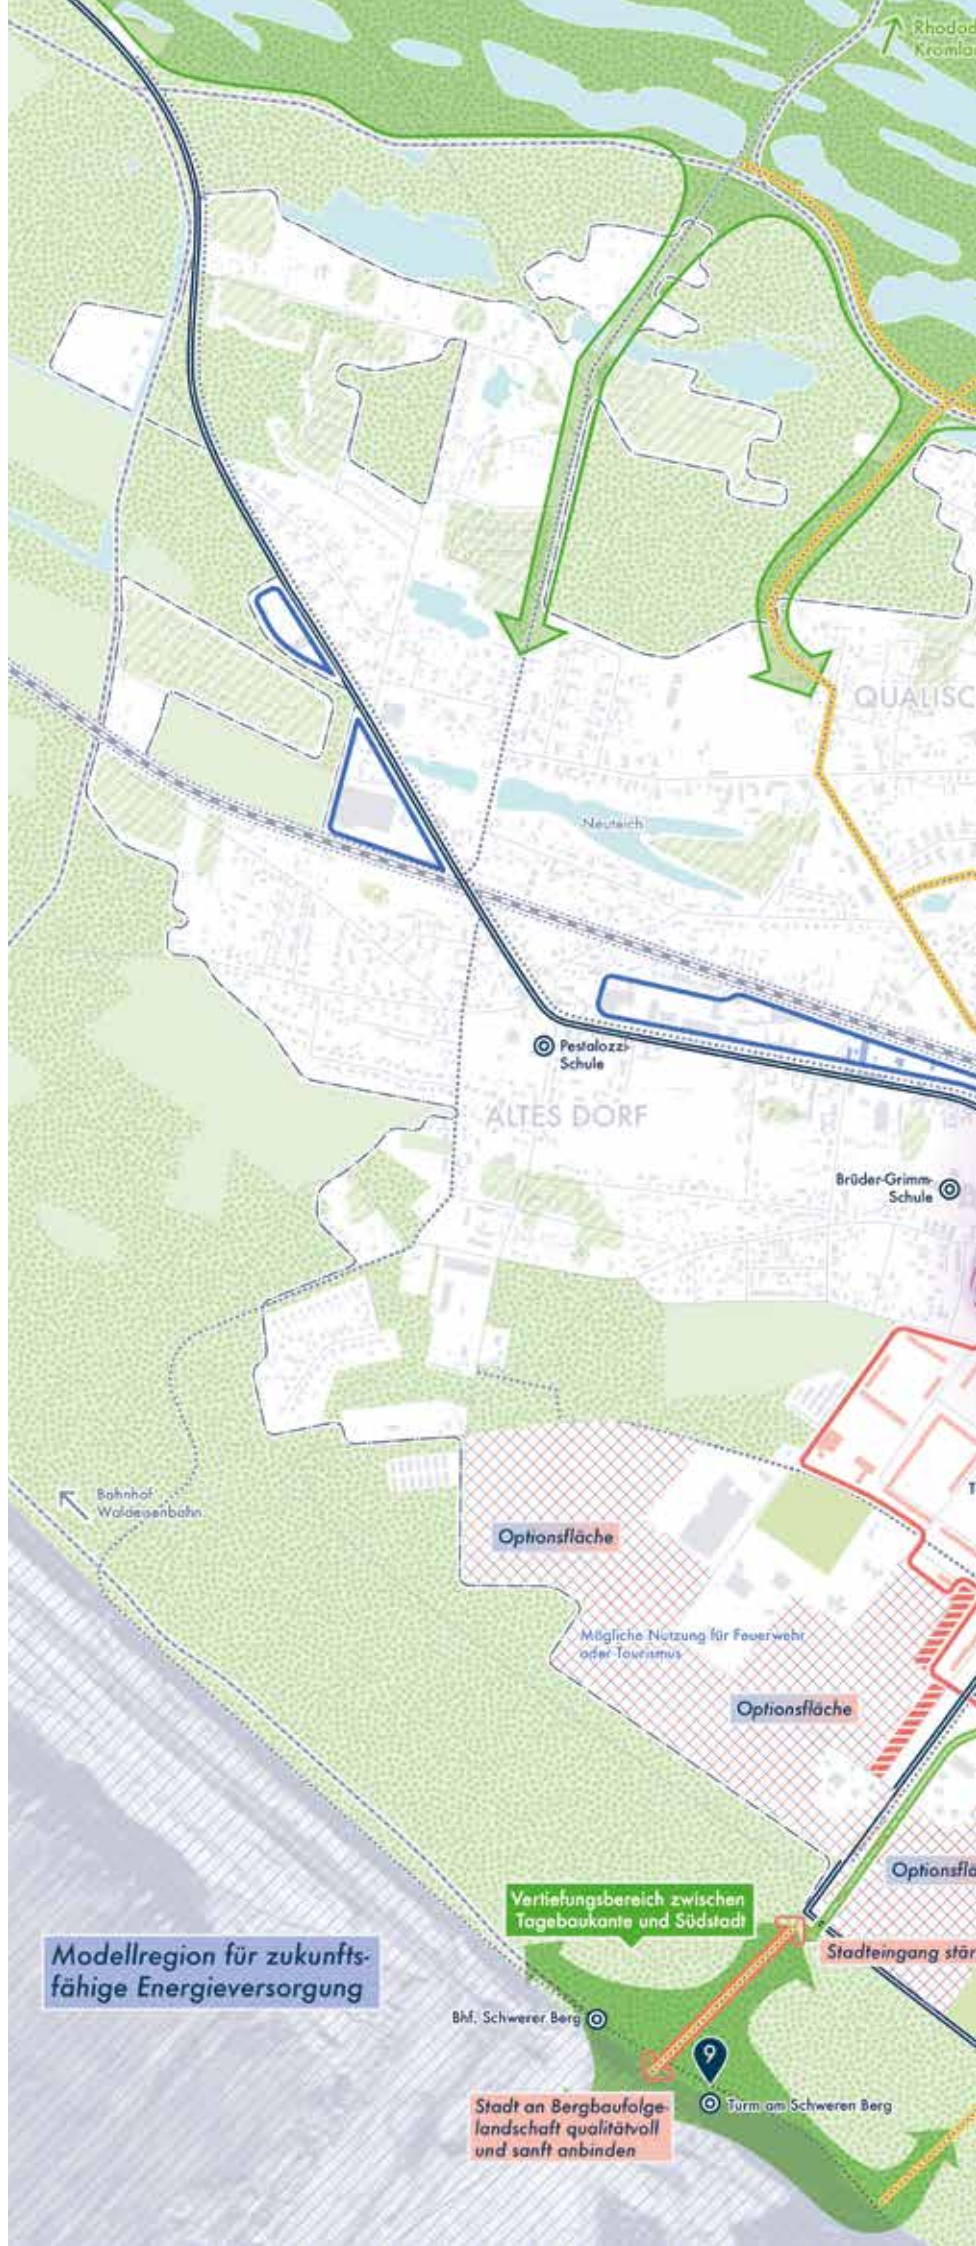 Rhodod
Kromlau
QUALISC
Neuteich
Pestalozzi-
Schule
ALTES DORF
Brüder-Grimm-
Schule
Bahnhof
Waldeisenbahn
T
Optionsfläche
Mögliche Nutzung für Feuerwehr
oder Tourismus
Optionsfläche
Optionsflä
Vertiefungsbereich zwischen
Tagebaukante und Südstadt
Stadteingang stär
Modellregion für zukunfts-
fähige Energieversorgung
Bhf. Schwerer Berg
9
Turm am Schweren Berg
Stadt an Bergbaufolge-
landschaft qualitätvoll
und sanft anbinden